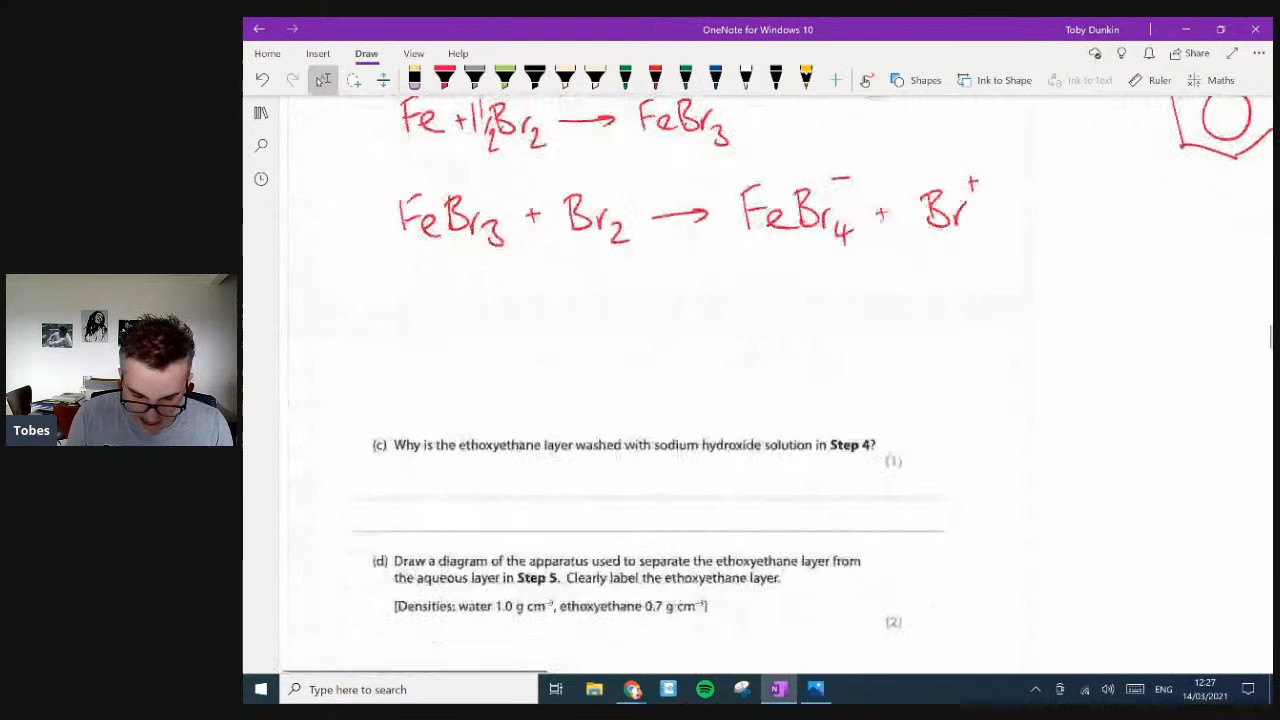 OneNote for Windows 10
Toby Dunkin
Home Insert Draw View Help
Share
Shapes Ink to Shape Ink to Text Ruler Maths
Fe + 1 1/2 Br2 → FeBr3
FeBr3 + Br2 → FeBr4⁻ + Br⁺
(c) Why is the ethoxyethane layer washed with sodium hydroxide solution in Step 4?
(1)
(d) Draw a diagram of the apparatus used to separate the ethoxyethane layer from
the aqueous layer in Step 5. Clearly label the ethoxyethane layer.
[Densities: water 1.0 g cm⁻³, ethoxyethane 0.7 g cm⁻³]
(2)
Tobes
Type here to search
ENG
12:27
14/03/2021